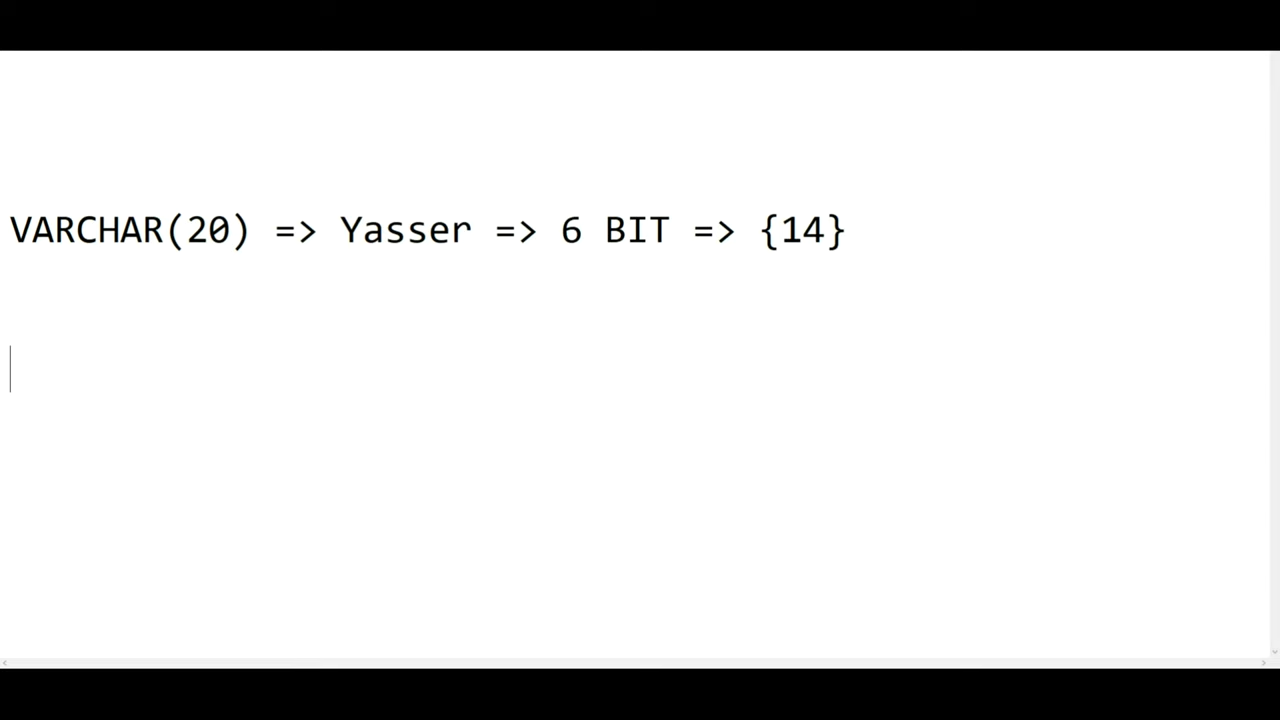 VARCHAR(20) => Yasser => 6 BIT => {14}